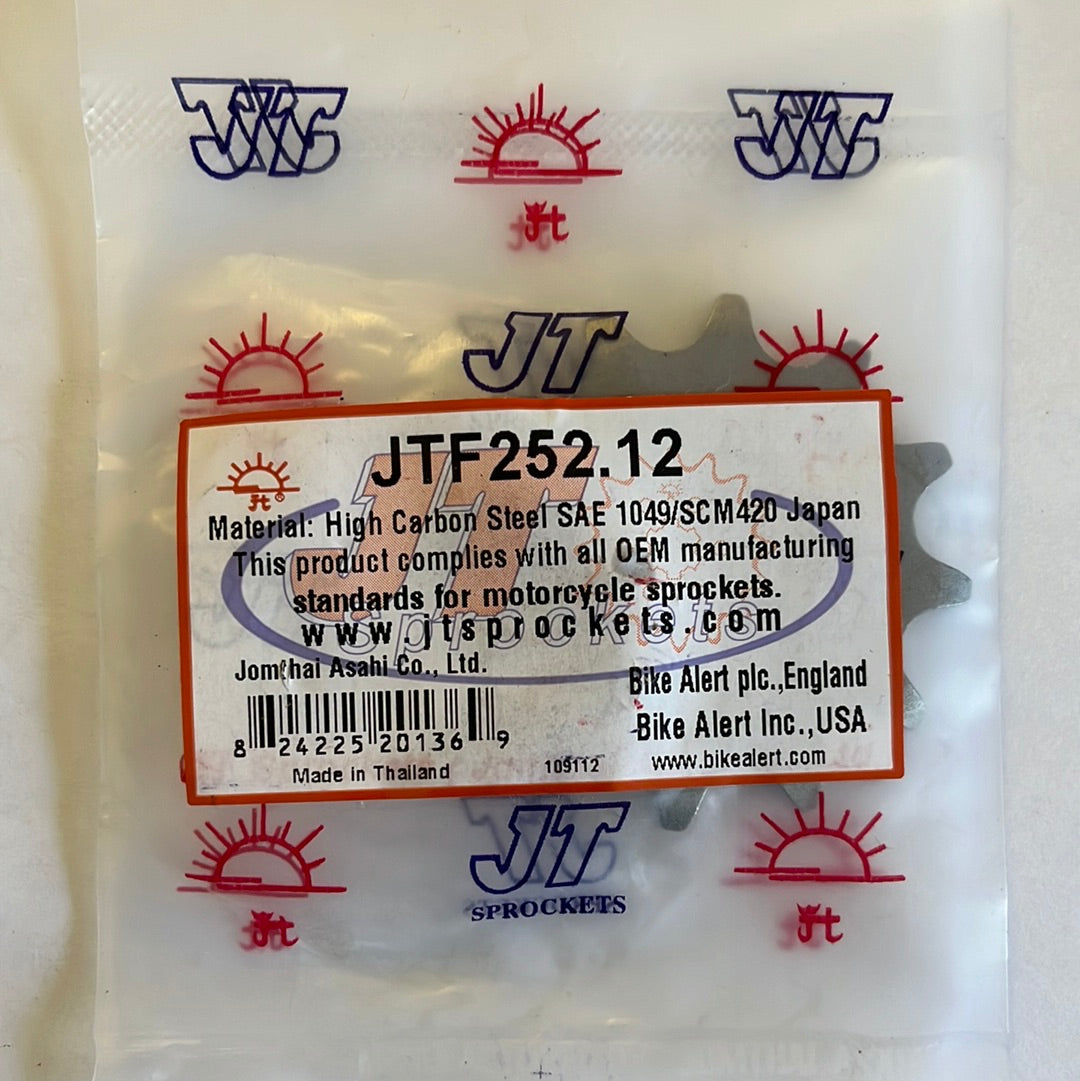 JT JT
jt
JT
JTF252.12
jt®
Material: High Carbon Steel SAE 1049/SCM420 Japan
This product complies with all OEM manufacturing
standards for motorcycle sprockets.
www.jtsprockets.com
JT
Sprockets
Jomthai Asahi Co., Ltd.
Bike Alert plc.,England
Bike Alert Inc.,USA
8 24225 20136 9
www.bikealert.com
Made in Thailand
109112
JT
SPROCKETS
jt jt